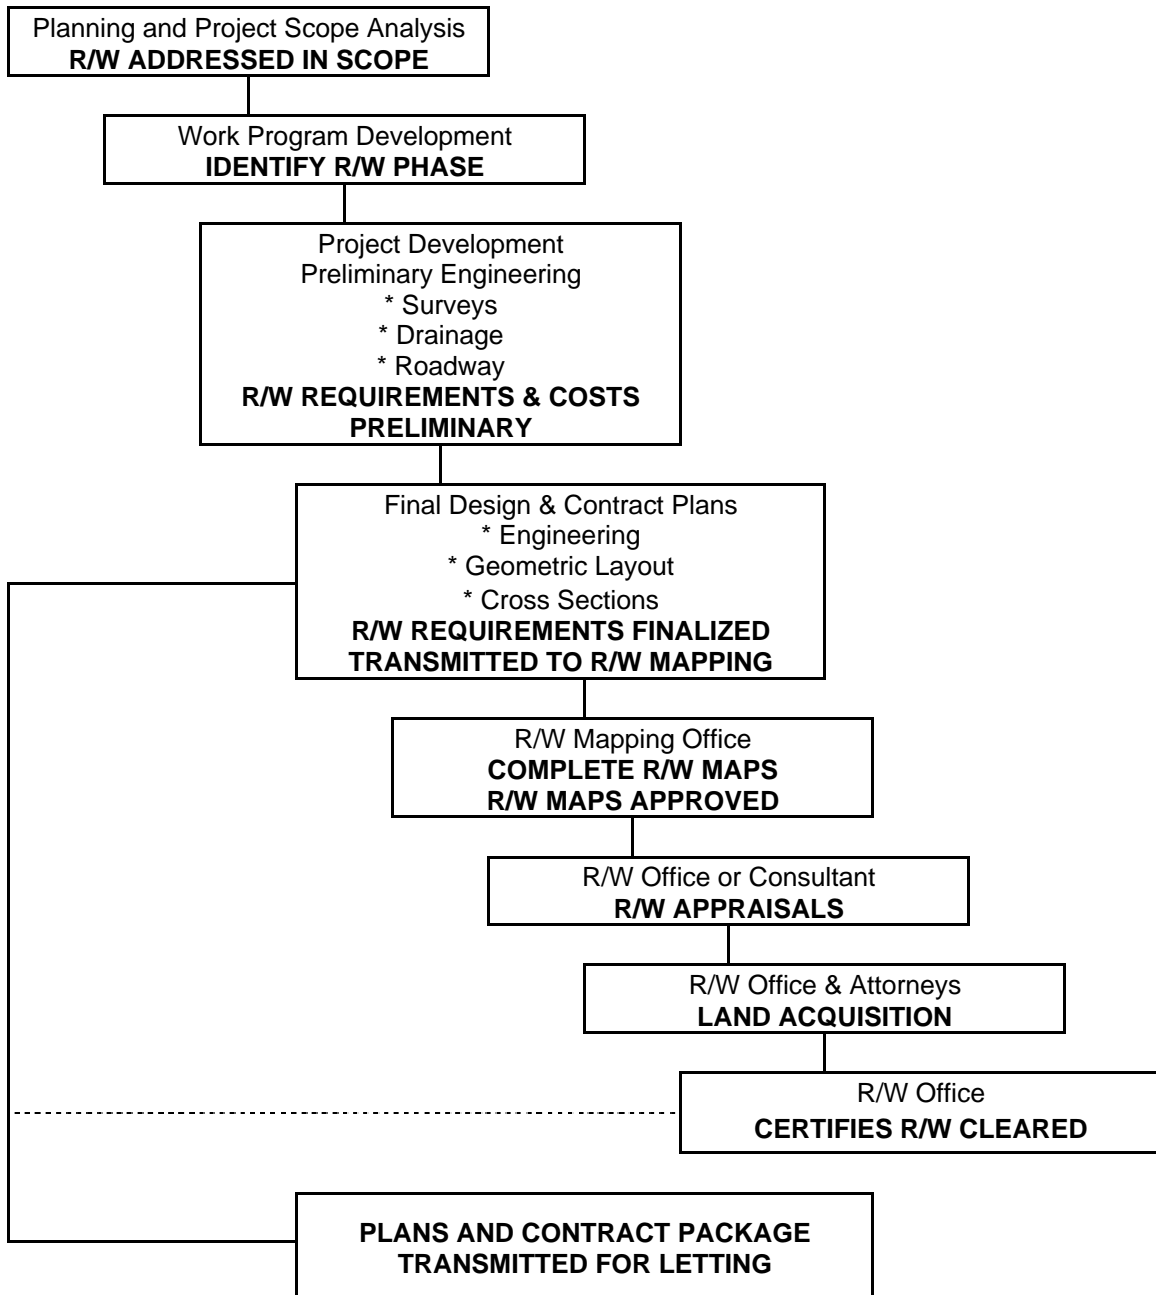 Planning and Project Scope Analysis
R/W ADDRESSED IN SCOPE
Work Program Development
IDENTIFY R/W PHASE
Project Development
Preliminary Engineering
* Surveys
* Drainage
* Roadway
R/W REQUIREMENTS & COSTS
PRELIMINARY
Final Design & Contract Plans
* Engineering
* Geometric Layout
* Cross Sections
R/W REQUIREMENTS FINALIZED
TRANSMITTED TO R/W MAPPING
R/W Mapping Office
COMPLETE R/W MAPS
R/W MAPS APPROVED
R/W Office or Consultant
R/W APPRAISALS
R/W Office & Attorneys
LAND ACQUISITION
R/W Office
CERTIFIES R/W CLEARED
PLANS AND CONTRACT PACKAGE
TRANSMITTED FOR LETTING